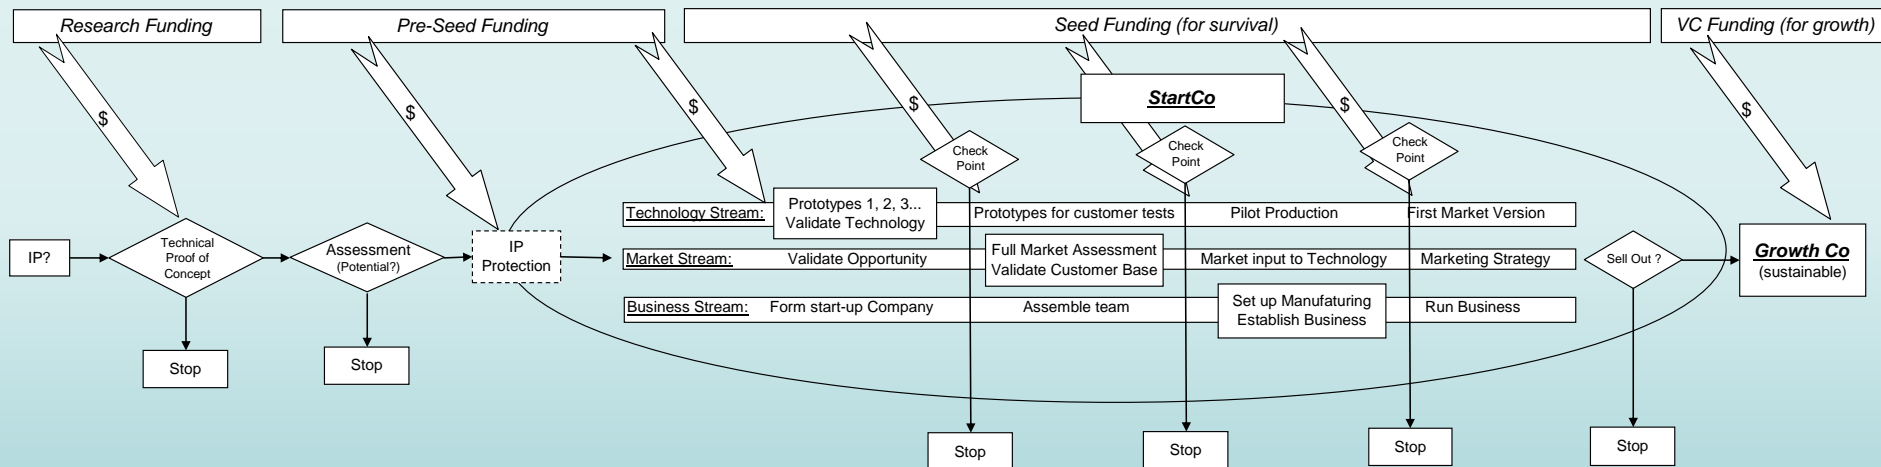 Research Funding
Pre-Seed Funding
Seed Funding (for survival)
VC Funding (for growth)
$
$
$
$
$
$
StartCo
Check
Point
Check
Point
Check
Point
Technology Stream:
Prototypes 1, 2, 3...
Validate Technology
Prototypes for customer tests
Pilot Production
First Market Version
IP?
Technical
Proof of
Concept
Assessment
(Potential?)
IP
Protection
Market Stream:
Validate Opportunity
Full Market Assessment
Validate Customer Base
Market input to Technology
Marketing Strategy
Sell Out ?
Growth Co
(sustainable)
Business Stream:
Form start-up Company
Assemble team
Set up Manufaturing
Establish Business
Run Business
Stop
Stop
Stop
Stop
Stop
Stop